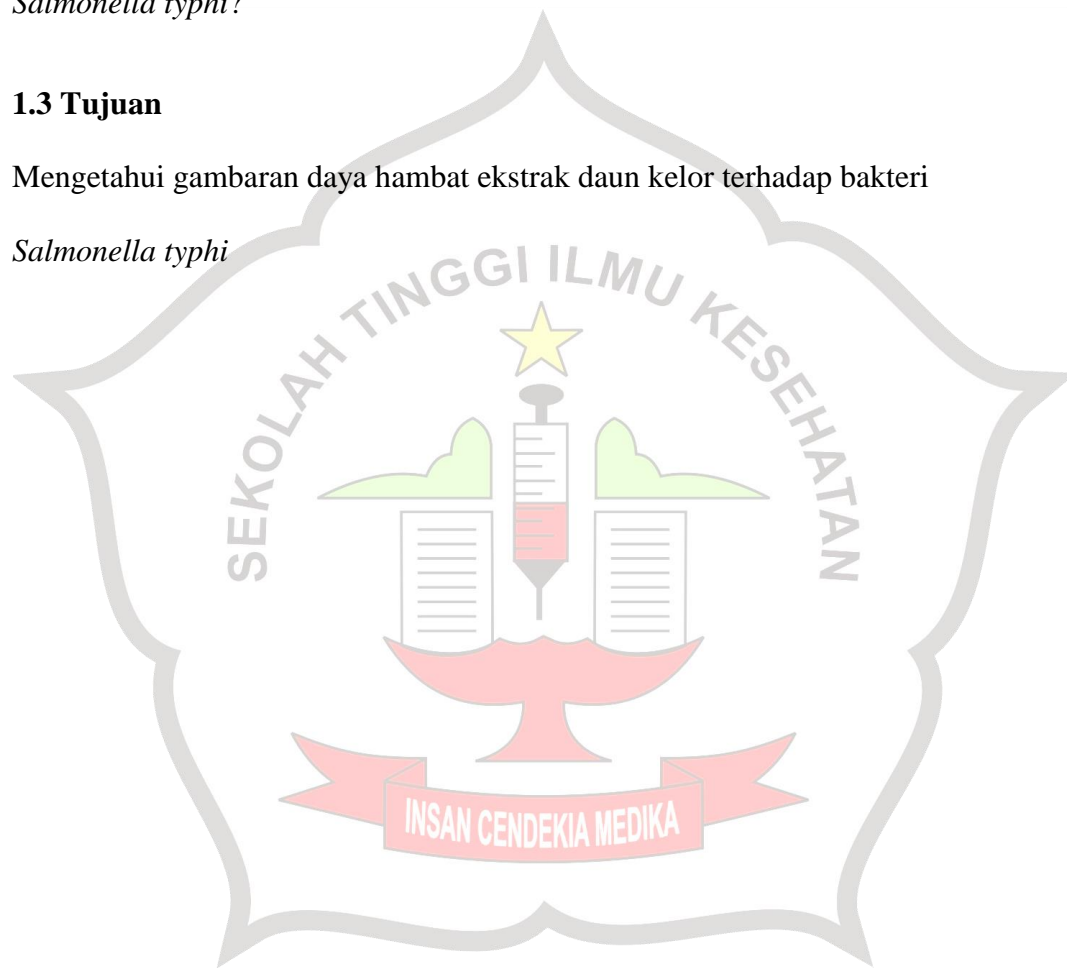 Salmonella typhi?
1.3 Tujuan
Mengetahui gambaran daya hambat ekstrak daun kelor terhadap bakteri
Salmonella typhi
SEKOLAH TINGGI ILMU KESEHATAN
INSAN CENDEKIA MEDIKA